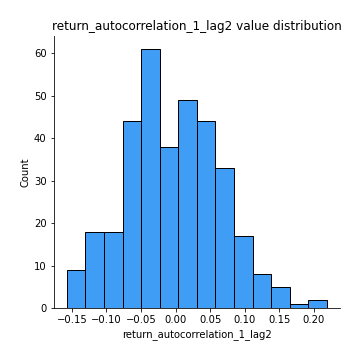 return_autocorrelation_1_lag2 value distribution
60
50
40
30
20
10
0
Count
−0.15 −0.10 −0.05 0.00 0.05 0.10 0.15 0.20
return_autocorrelation_1_lag2